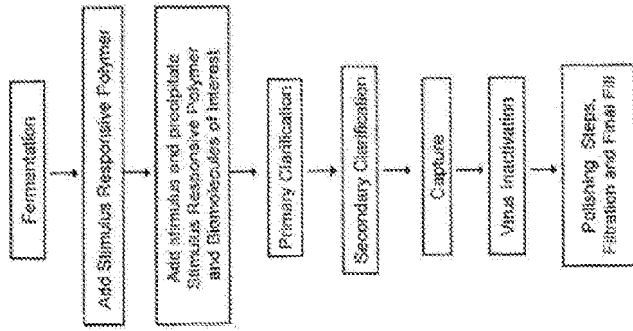 Fermentation
Add Stimulus Responsive Polymer
Add stimulus and precipitate
Stimulus Responsive Polymer
and Biomolecules of Interest
Primary Clarification
Secondary Clarification
Capture
Virus Inactivation
Polishing Steps,
Filtration and Final Fill